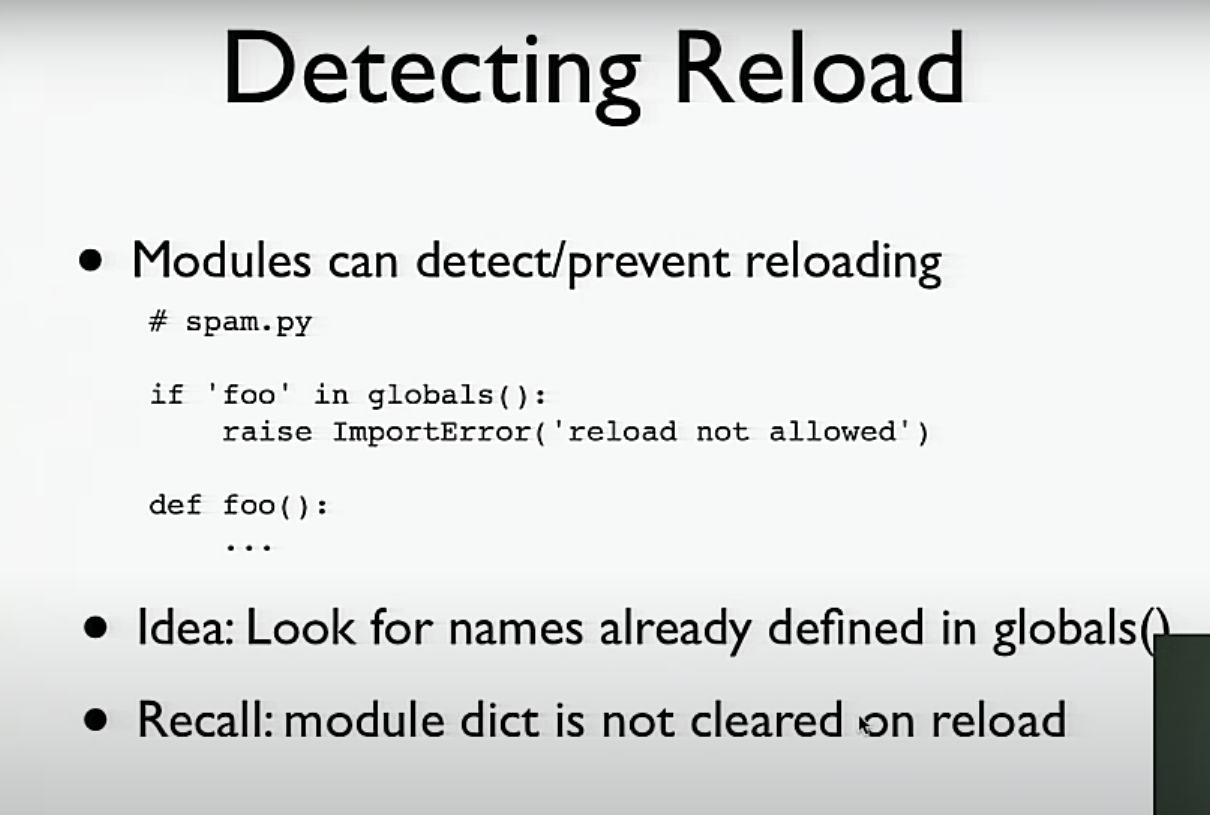 Detecting Reload
• Modules can detect/prevent reloading
# spam.py
if 'foo' in globals():
    raise ImportError('reload not allowed')
def foo():
    ...
• Idea: Look for names already defined in globals()
• Recall: module dict is not cleared on reload